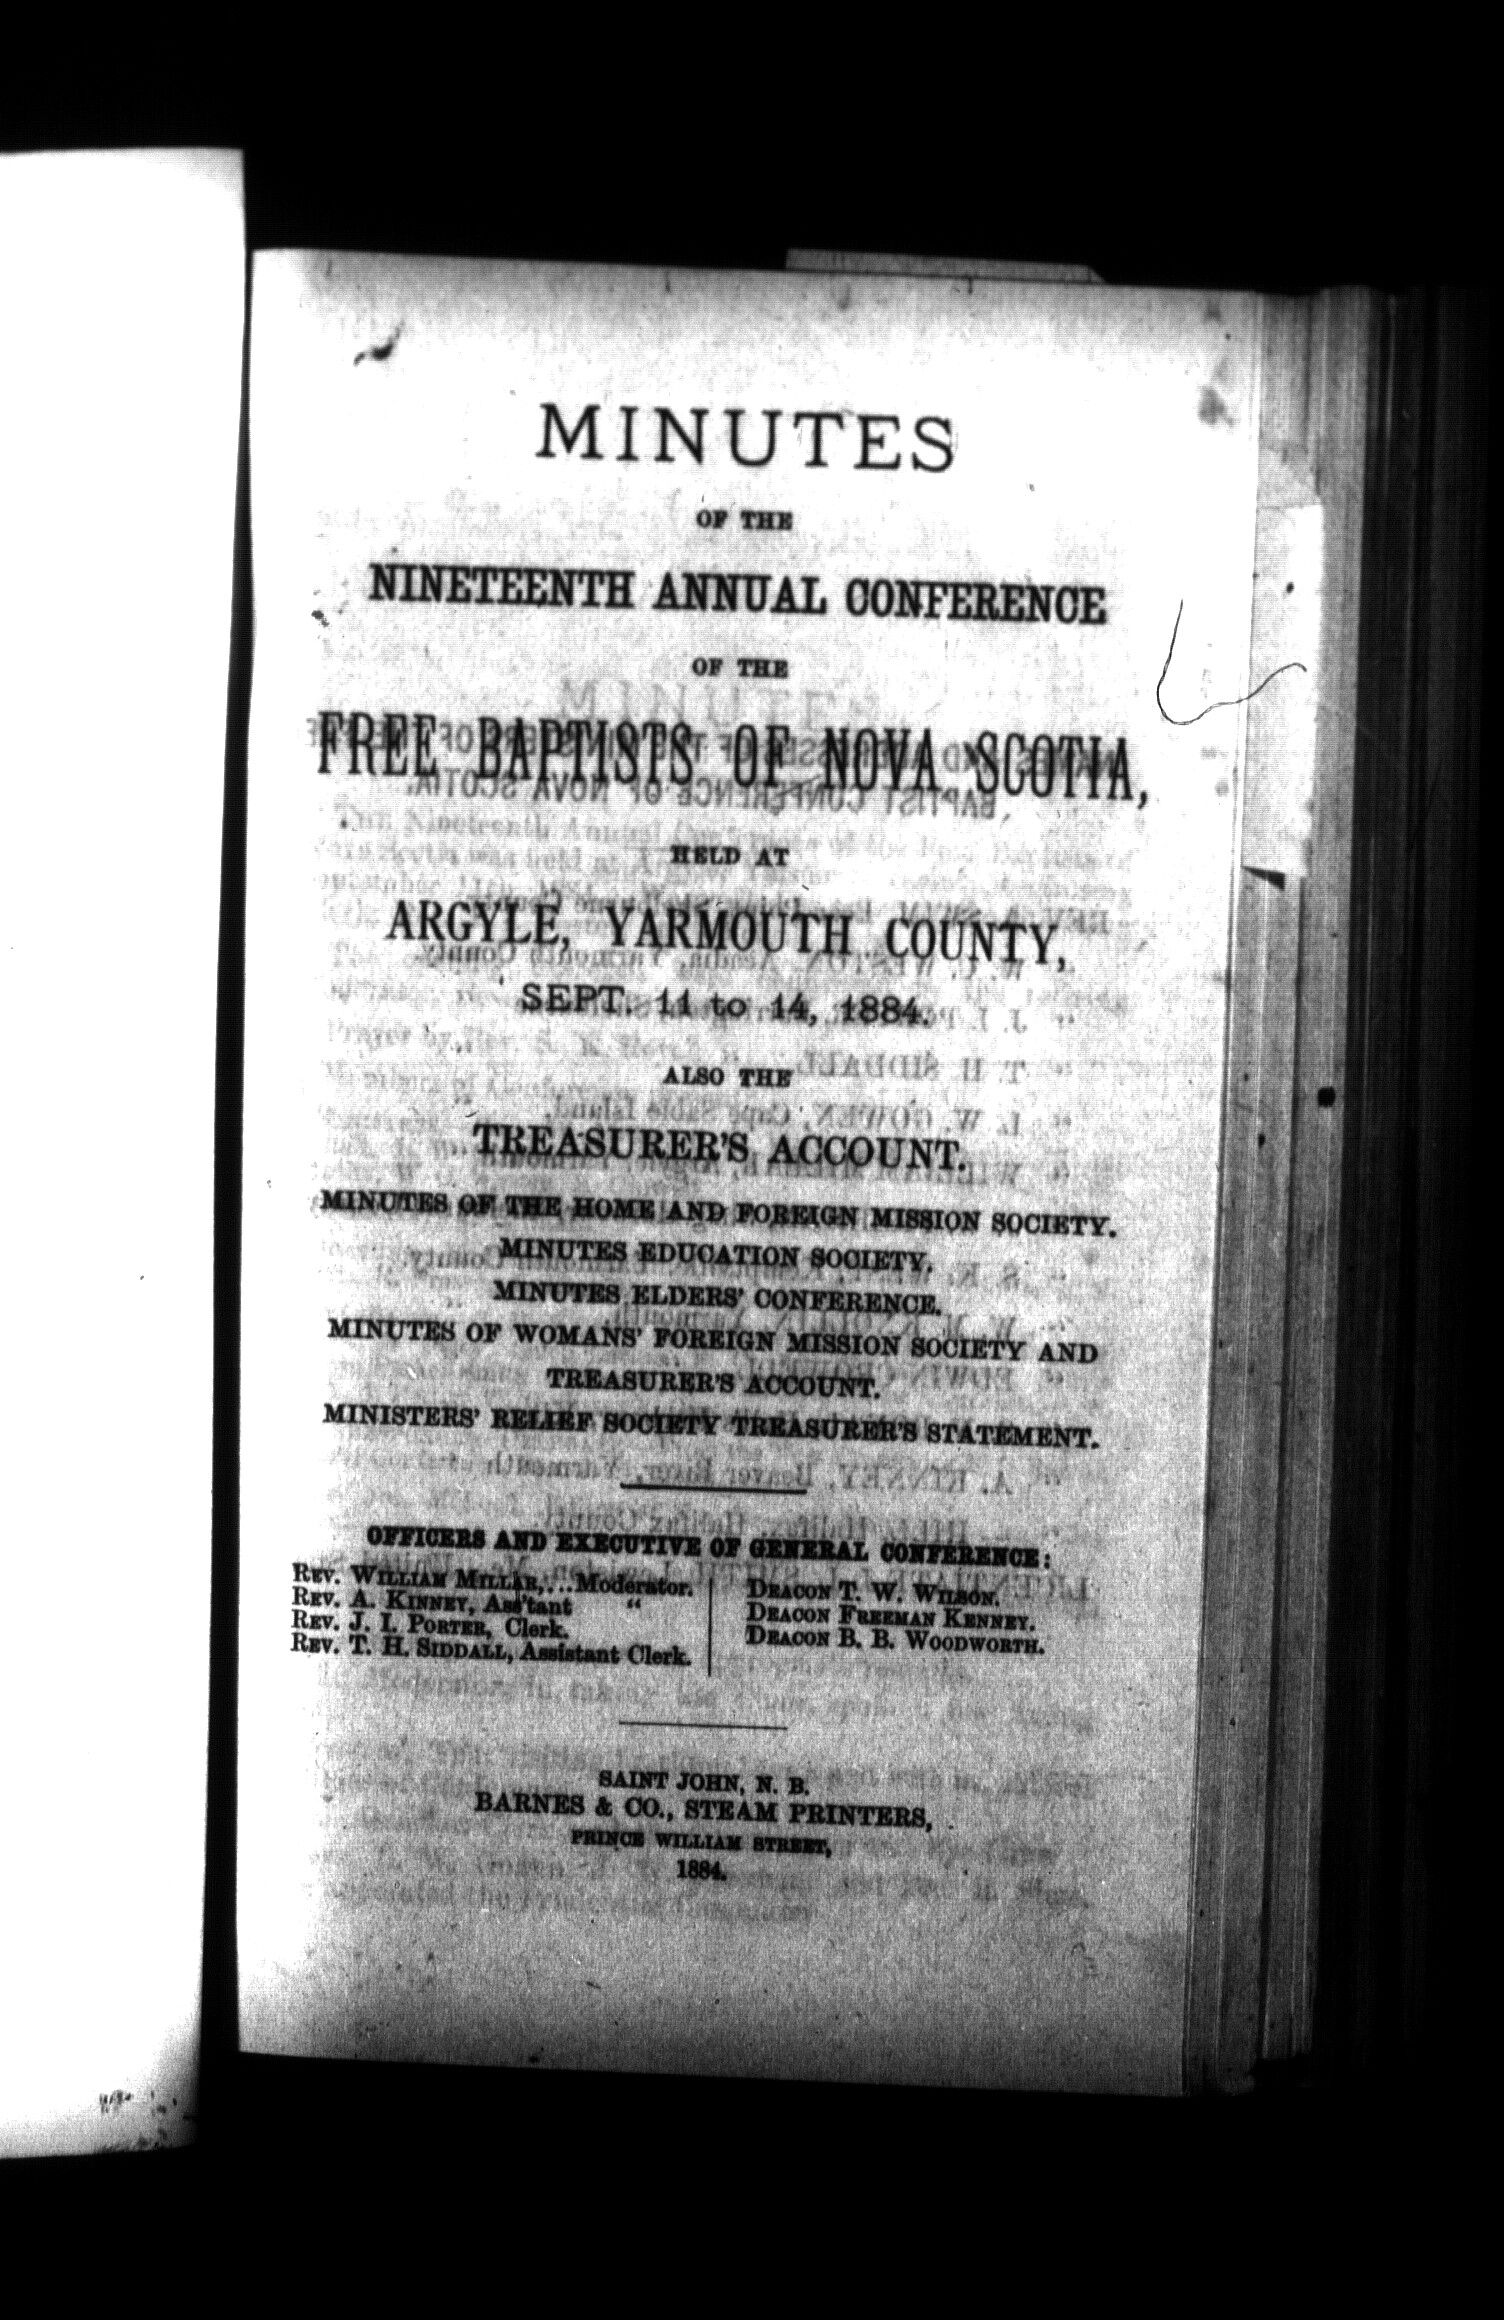 MINUTES
OF THE
NINETEENTH ANNUAL CONFERENCE
OF THE
FREE BAPTISTS OF NOVA SCOTIA,
HELD AT
ARGYLE, YARMOUTH COUNTY,
SEPT. 11 to 14, 1884.
ALSO THE
TREASURER'S ACCOUNT.
MINUTES OF THE HOME AND FOREIGN MISSION SOCIETY.
MINUTES EDUCATION SOCIETY.
MINUTES ELDERS' CONFERENCE.
MINUTES OF WOMANS' FOREIGN MISSION SOCIETY AND
TREASURER'S ACCOUNT.
MINISTERS' RELIEF SOCIETY TREASURER'S STATEMENT.
OFFICERS AND EXECUTIVE OF GENERAL CONFERENCE:
REV. WILLIAM MILLAR,...Moderator.
REV. A. KINNEY, Ass'tant "
REV. J. I. PORTER, Clerk.
REV. T. H. SIDDALL, Assistant Clerk.
DEACON T. W. WILSON.
DEACON FREEMAN KENNEY.
DEACON B. B. WOODWORTH.
SAINT JOHN, N. B.
BARNES & CO., STEAM PRINTERS,
PRINCE WILLIAM STREET,
1884.